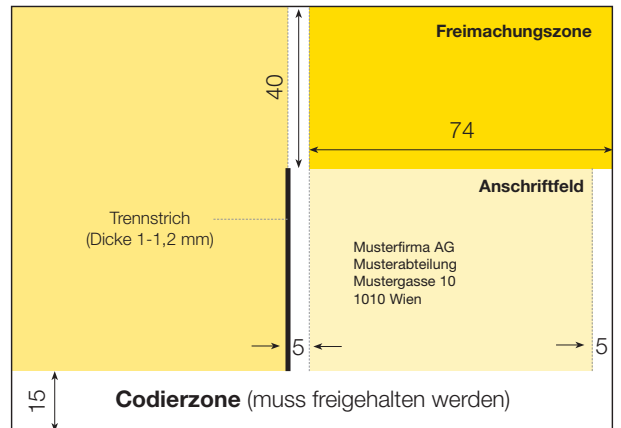 Freimachungszone
40
74
Anschriftfeld
Trennstrich
(Dicke 1-1,2 mm)
Musterfirma AG
Musterabteilung
Mustergasse 10
1010 Wien
5
5
15
Codierzone (muss freigehalten werden)